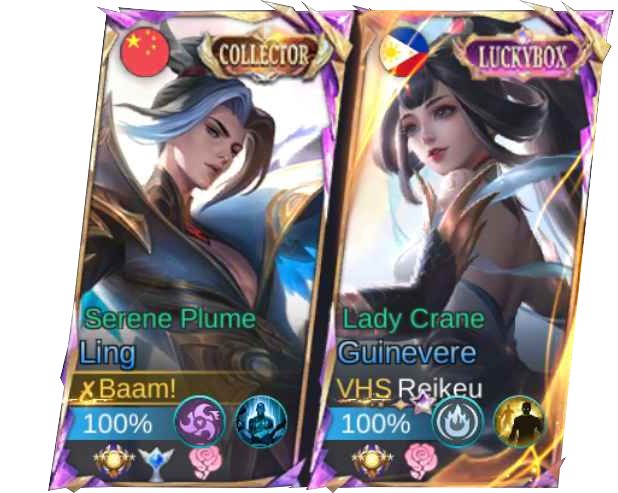 COLLECTOR
Serene Plume
Ling
✗Baam!
100%
LUCKYBOX
Lady Crane
Guinevere
VHS Reikeu
100%